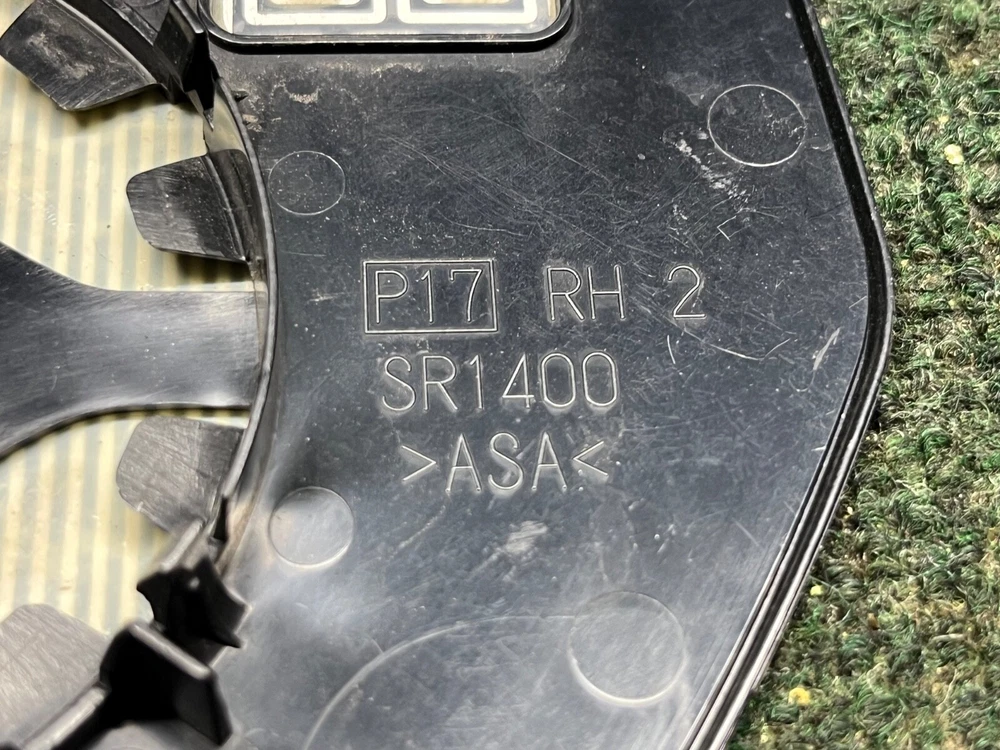 P17 RH 2
SR1400
>ASA<